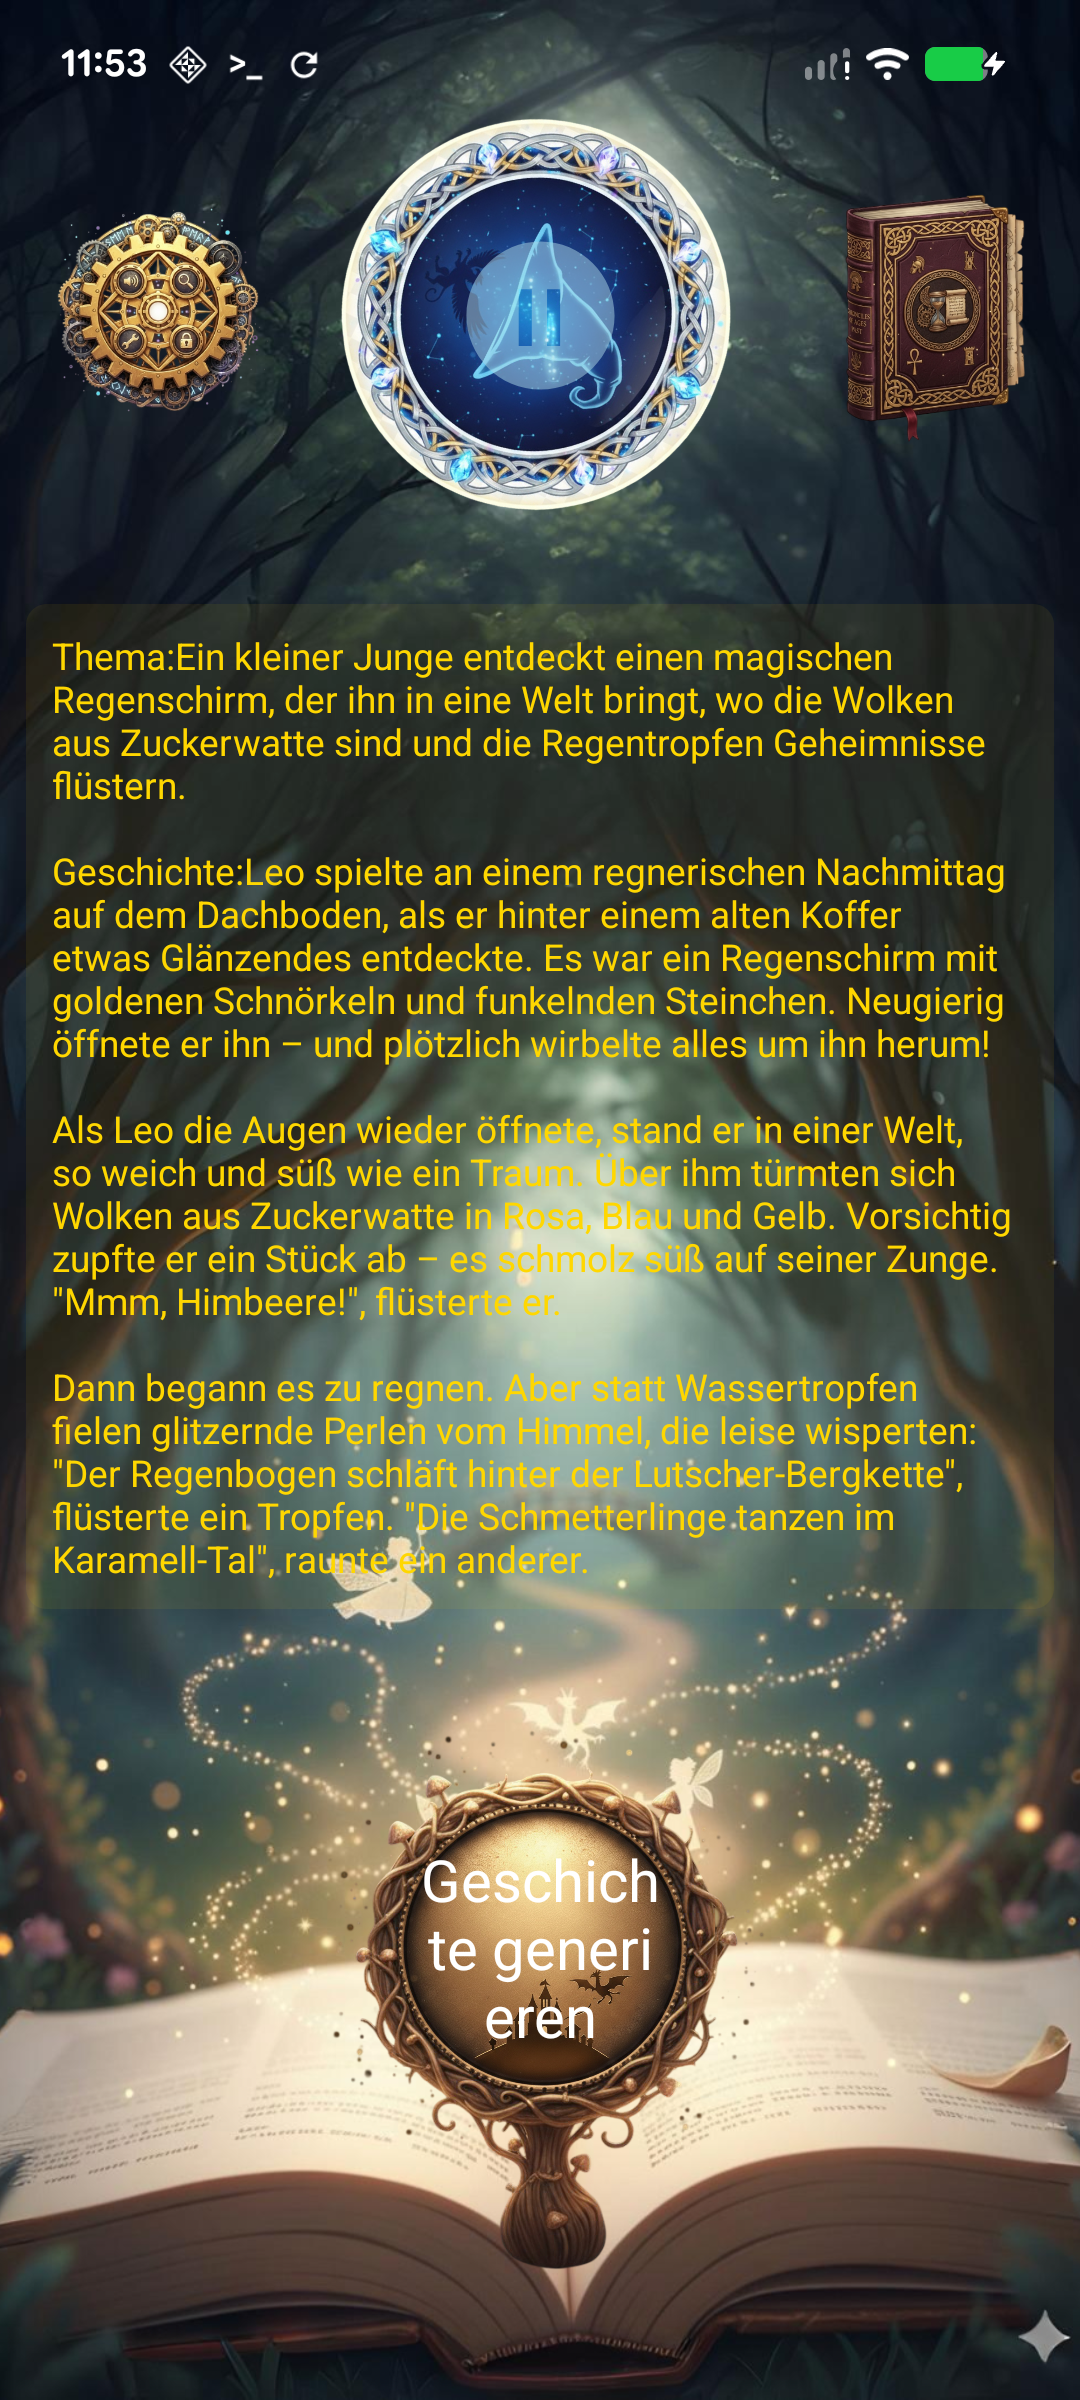 11:53
Thema:Ein kleiner Junge entdeckt einen magischen
Regenschirm, der ihn in eine Welt bringt, wo die Wolken
aus Zuckerwatte sind und die Regentropfen Geheimnisse
flüstern.
Geschichte:Leo spielte an einem regnerischen Nachmittag
auf dem Dachboden, als er hinter einem alten Koffer
etwas Glänzendes entdeckte. Es war ein Regenschirm mit
goldenen Schnörkeln und funkelnden Steinchen. Neugierig
öffnete er ihn – und plötzlich wirbelte alles um ihn herum!
Als Leo die Augen wieder öffnete, stand er in einer Welt,
so weich und süß wie ein Traum. Über ihm türmten sich
Wolken aus Zuckerwatte in Rosa, Blau und Gelb. Vorsichtig
zupfte er ein Stück ab – es schmolz süß auf seiner Zunge.
"Mmm, Himbeere!", flüsterte er.
Dann begann es zu regnen. Aber statt Wassertropfen
fielen glitzernde Perlen vom Himmel, die leise wisperten:
"Der Regenbogen schläft hinter der Lutscher-Bergkette",
flüsterte ein Tropfen. "Die Schmetterlinge tanzen im
Karamell-Tal", raunte ein anderer.
Geschich
te generi
eren